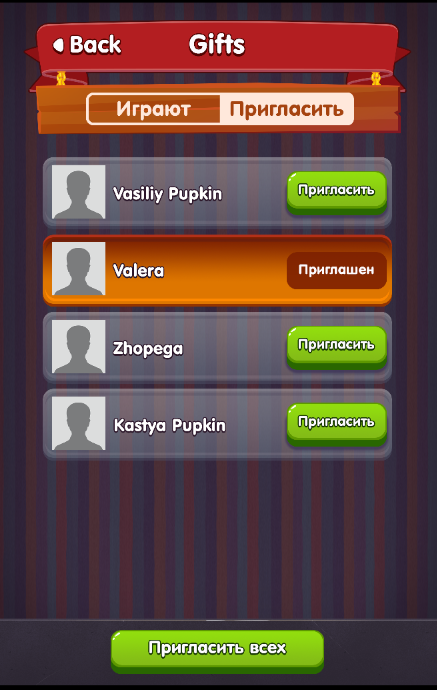 Back
Gifts
Играют
Пригласить
Vasiliy Pupkin
Пригласить
Valera
Приглашен
Zhopega
Пригласить
Kastya Pupkin
Пригласить
Пригласить всех